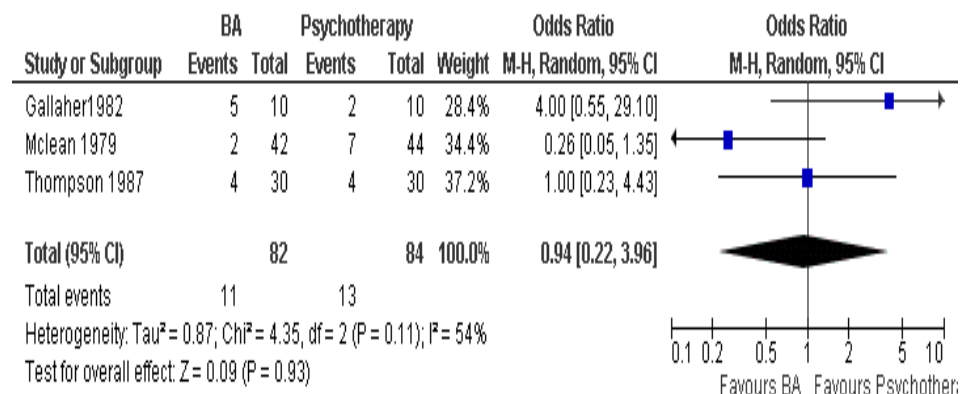 BA Psychotherapy Odds Ratio Odds Ratio
Study or Subgroup Events Total Events Total Weight M-H, Random, 95% CI M-H, Random, 95% CI
Gallaher1982 5 10 2 10 28.4% 4.00 [0.55, 29.10]
Mclean 1979 2 42 7 44 34.4% 0.26 [0.05, 1.35]
Thompson 1987 4 30 4 30 37.2% 1.00 [0.23, 4.43]
Total (95% CI) 82 84 100.0% 0.94 [0.22, 3.96]
Total events 11 13
Heterogeneity: Tau² = 0.87; Chi² = 4.35, df = 2 (P = 0.11); I² = 54%
Test for overall effect: Z = 0.09 (P = 0.93)
0.1 0.2 0.5 1 2 5 10
Favours BA Favours Psychothera